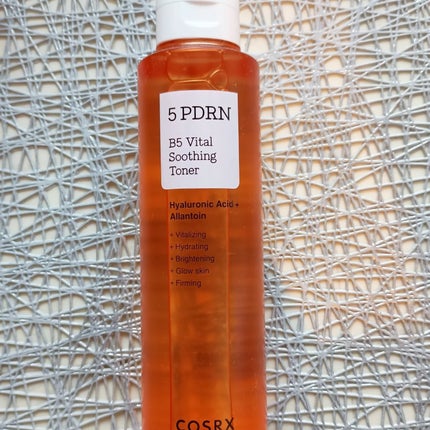 5 PDRN
B5 Vital
Soothing
Toner
Hyaluronic Acid +
Allantoin
+ Vitalizing
+ Hydrating
+ Brightening
+ Glow skin
+ Firming
COSRX